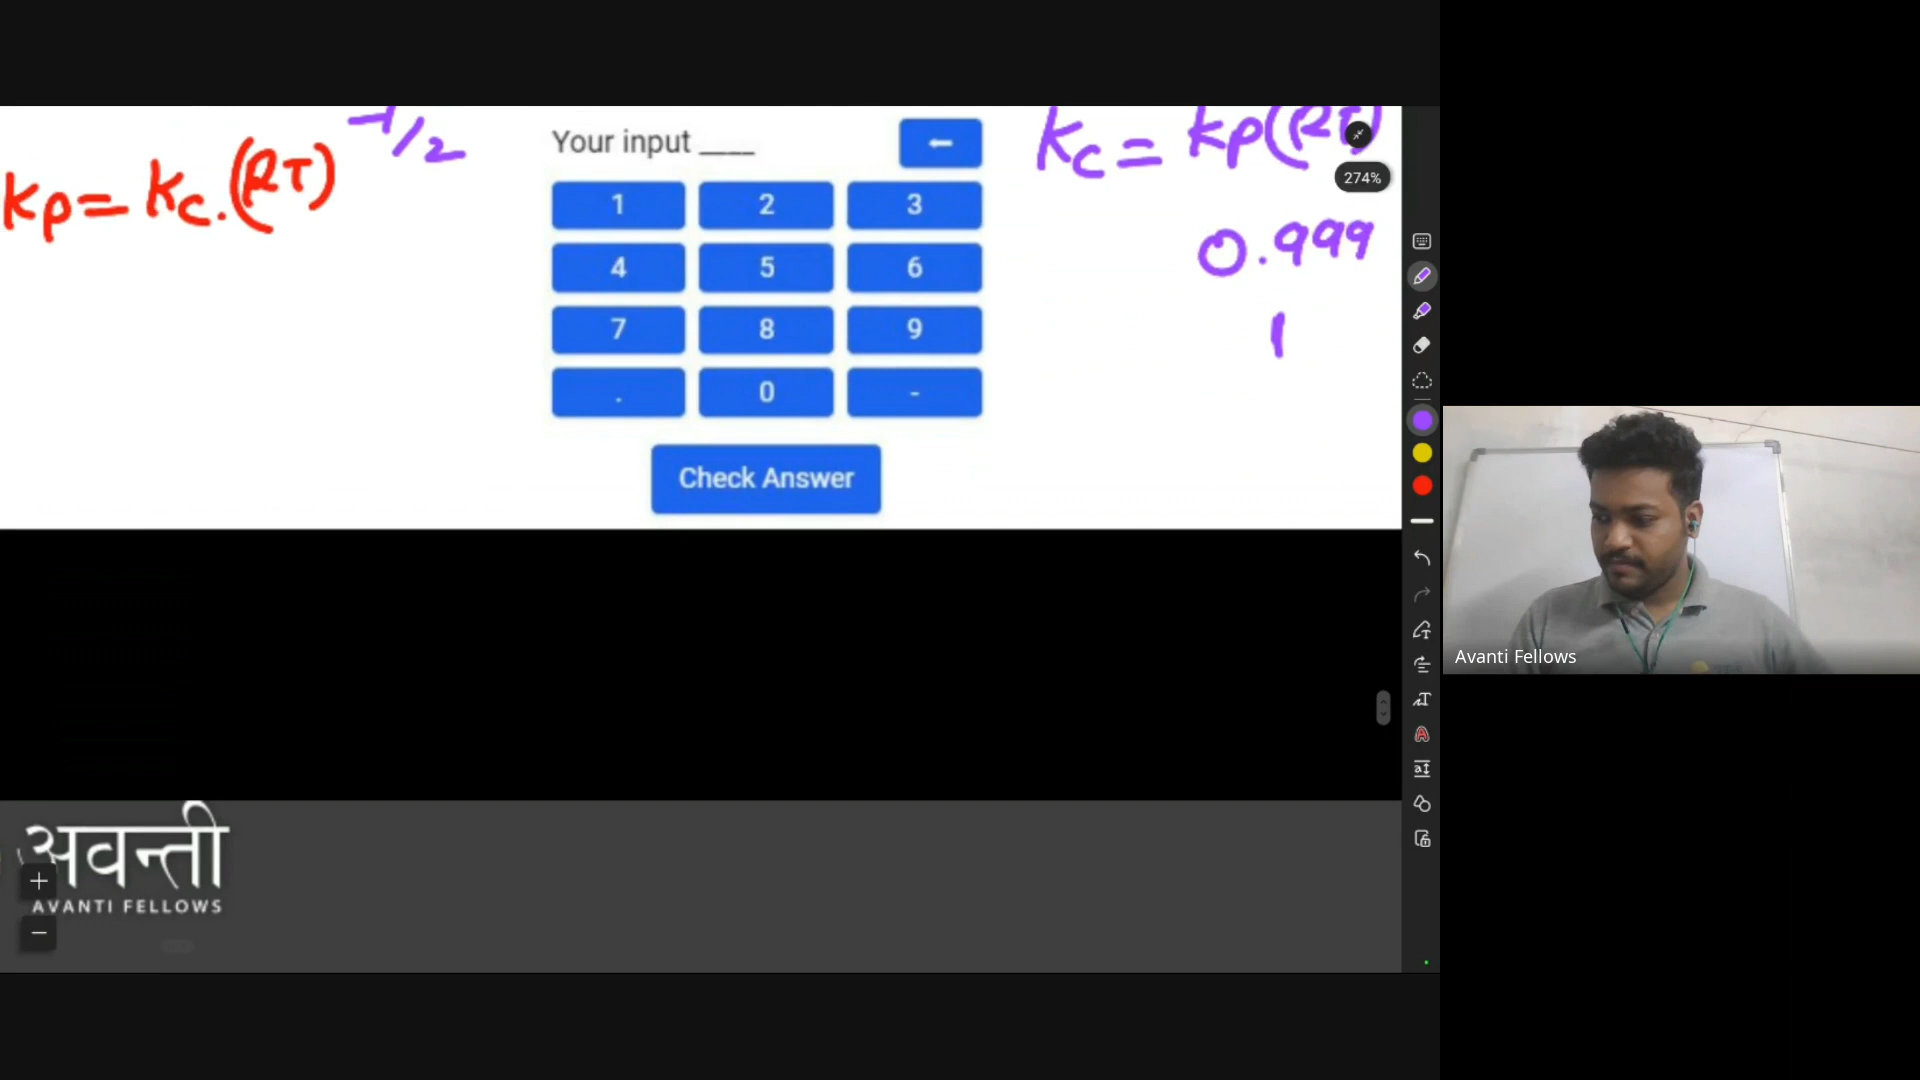 Kp = Kc.(RT)
-1/2
Your input ____
1 2 3
4 5 6
7 8 9
. 0 -
Check Answer
Kc = Kp(RT)
274%
0.999
1
Avanti Fellows
अवन्ती
AVANTI FELLOWS